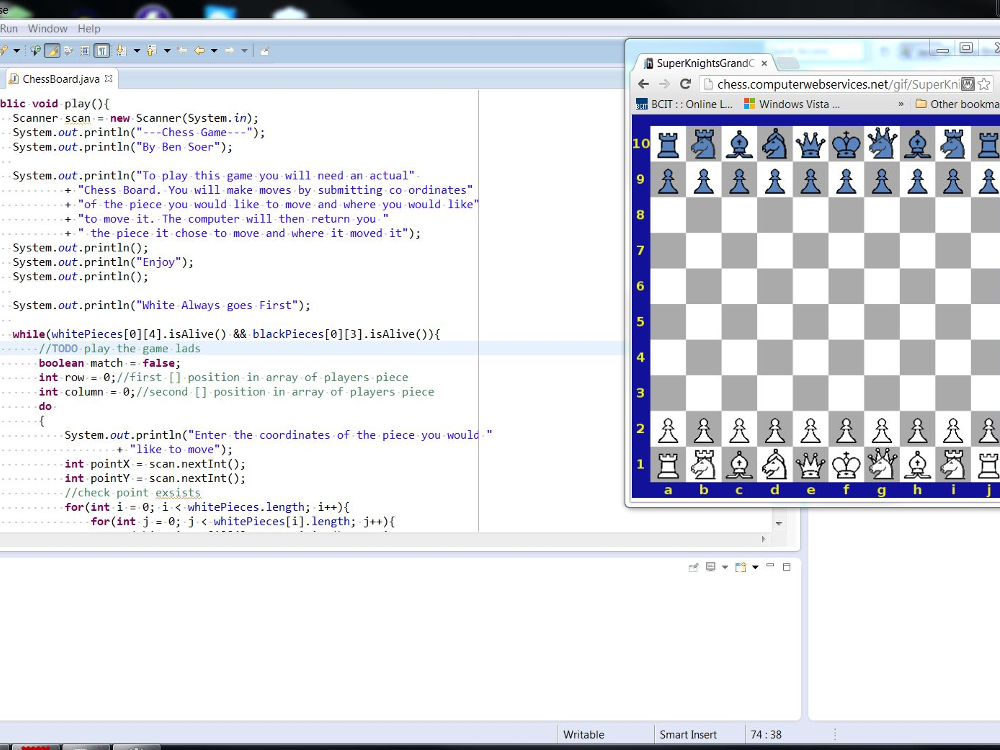 se
Run Window Help
ChessBoard.java
blic void play(){
Scanner scan = new Scanner(System.in);
System.out.println("---Chess Game---");
System.out.println("By Ben Soer");
System.out.println("To play this game you will need an actual"
+ "Chess Board. You will make moves by submitting co ordinates"
+ "of the piece you would like to move and where you would like"
+ "to move it. The computer will then return you "
+ " the piece it chose to move and where it moved it");
System.out.println();
System.out.println("Enjoy");
System.out.println();
System.out.println("White Always goes First");
while(whitePieces[0][4].isAlive() && blackPieces[0][3].isAlive()){
//TODO play the game lads
boolean match = false;
int row = 0;//first [] position in array of players piece
int column = 0;//second [] position in array of players piece
do
{
System.out.println("Enter the coordinates of the piece you would "
+ "like to move");
int pointX = scan.nextInt();
int pointY = scan.nextInt();
//check point exsists
for(int i = 0; i < whitePieces.length; i++){
for(int j = 0; j < whitePieces[i].length; j++){
SuperKnightsGrandC
chess.computerwebservices.net/gif/SuperKni
BCIT :: Online L... Windows Vista ... » Other bookma
10
9
8
7
6
5
4
3
2
1
a b c d e f g h i j
Writable Smart Insert 74 : 38